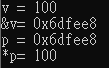 v = 100
&v= 0x6dfee8
p = 0x6dfee8
*p= 100